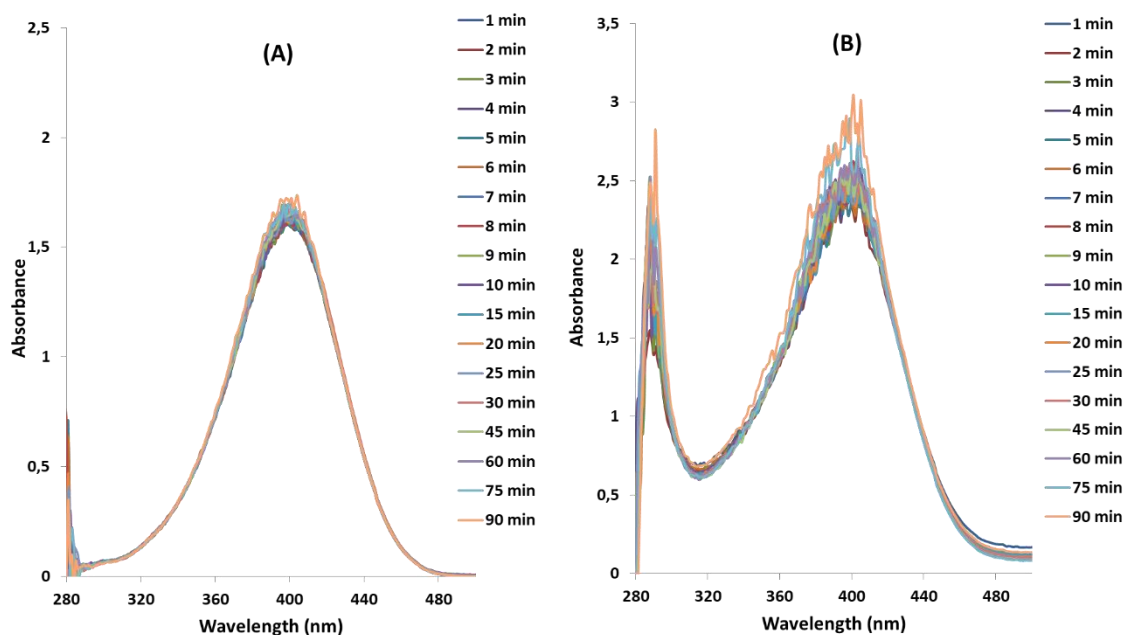 (A)
Absorbance
2,5
2
1,5
1
0,5
0
280
320
360
400
440
480
Wavelength (nm)
1 min
2 min
3 min
4 min
5 min
6 min
7 min
8 min
9 min
10 min
15 min
20 min
25 min
30 min
45 min
60 min
75 min
90 min
(B)
Absorbance
3,5
3
2,5
2
1,5
1
0,5
0
280
320
360
400
440
480
Wavelength (nm)
1 min
2 min
3 min
4 min
5 min
6 min
7 min
8 min
9 min
10 min
15 min
20 min
25 min
30 min
45 min
60 min
75 min
90 min